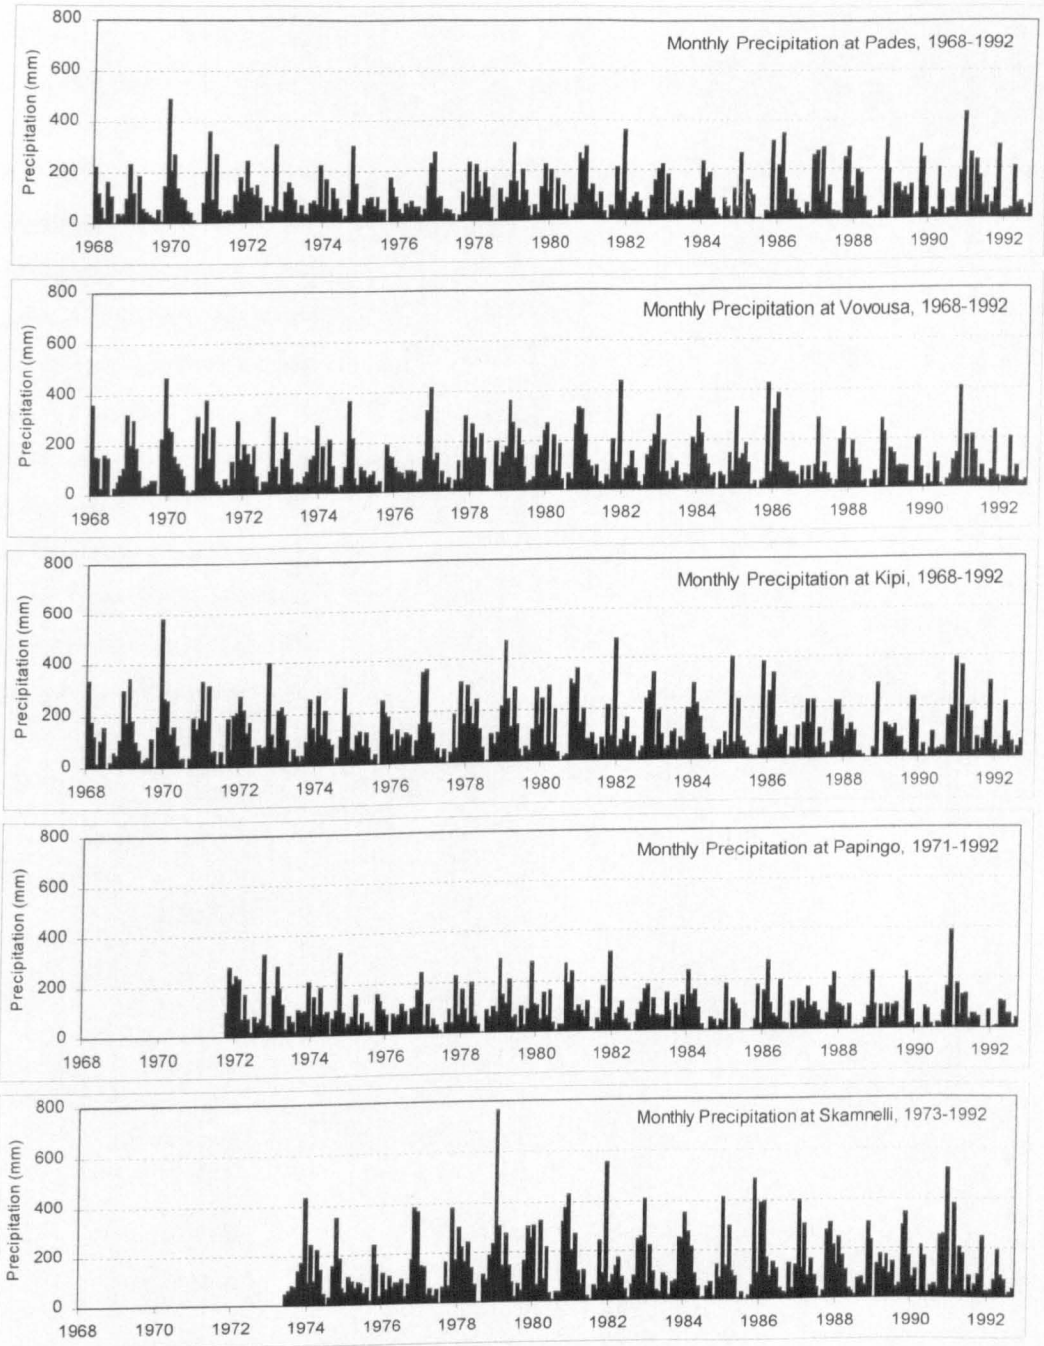 Monthly Precipitation at Pades, 1968-1992
Precipitation (mm)
800
600
400
200
0
1968 1970 1972 1974 1976 1978 1980 1982 1984 1986 1988 1990 1992
Monthly Precipitation at Vovousa, 1968-1992
Precipitation (mm)
800
600
400
200
0
1968 1970 1972 1974 1976 1978 1980 1982 1984 1986 1988 1990 1992
Monthly Precipitation at Kipi, 1968-1992
Precipitation (mm)
800
600
400
200
0
1968 1970 1972 1974 1976 1978 1980 1982 1984 1986 1988 1990 1992
Monthly Precipitation at Papingo, 1971-1992
Precipitation (mm)
800
600
400
200
0
1968 1970 1972 1974 1976 1978 1980 1982 1984 1986 1988 1990 1992
Monthly Precipitation at Skamnelli, 1973-1992
Precipitation (mm)
800
600
400
200
0
1968 1970 1972 1974 1976 1978 1980 1982 1984 1986 1988 1990 1992